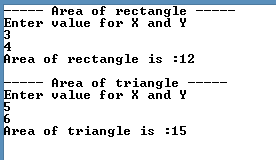 ----- Area of rectangle -----
Enter value for X and Y
3
4
Area of rectangle is :12
----- Area of triangle -----
Enter value for X and Y
5
6
Area of triangle is :15